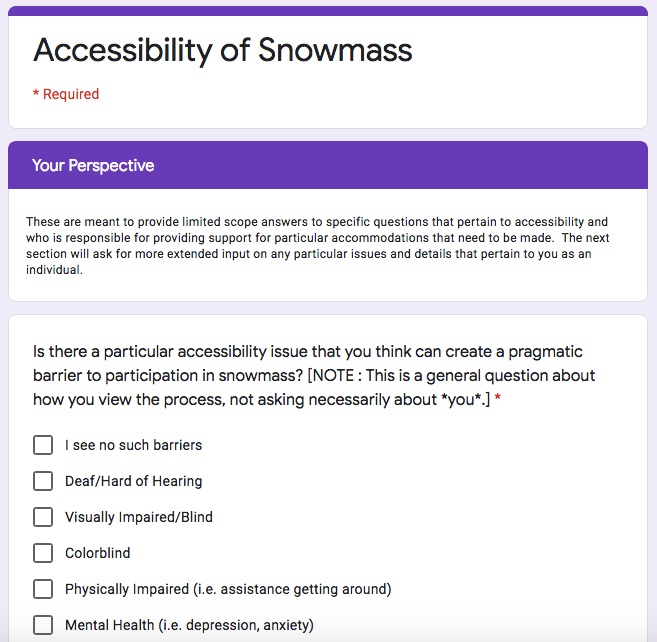 Accessibility of Snowmass
* Required
Your Perspective
These are meant to provide limited scope answers to specific questions that pertain to accessibility and
who is responsible for providing support for particular accommodations that need to be made.  The next
section will ask for more extended input on any particular issues and details that pertain to you as an
individual.
Is there a particular accessibility issue that you think can create a pragmatic
barrier to participation in snowmass? [NOTE : This is a general question about
how you view the process, not asking necessarily about *you*.] *
I see no such barriers
Deaf/Hard of Hearing
Visually Impaired/Blind
Colorblind
Physically Impaired (i.e. assistance getting around)
Mental Health (i.e. depression, anxiety)